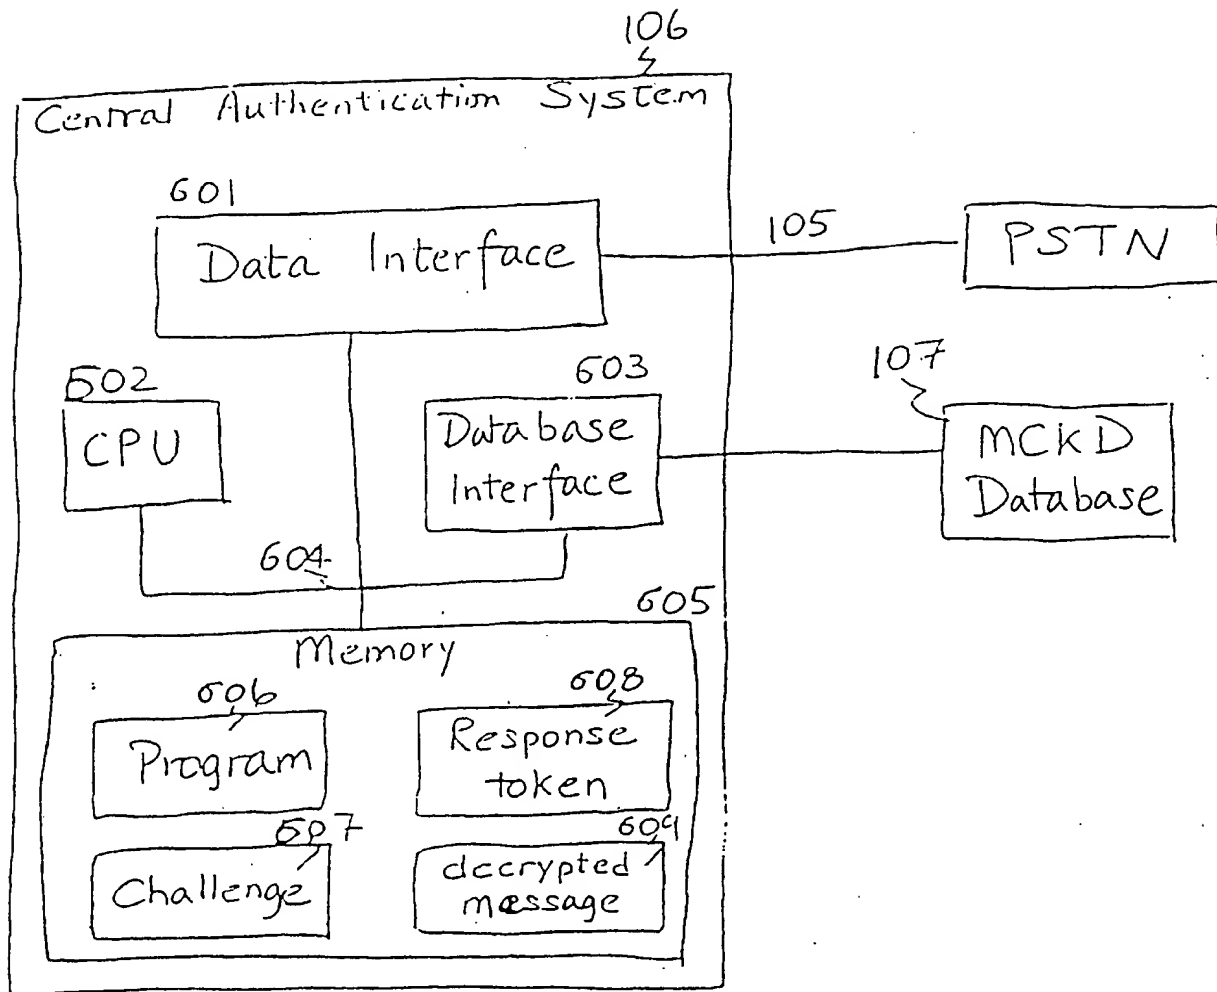 106
Central Authentication System
601
Data Interface
105
PSTN
602
CPU
603
Database
Interface
107
MCKD
Database
604
605
Memory
606
Program
608
Response
token
607
Challenge
609
decrypted
message